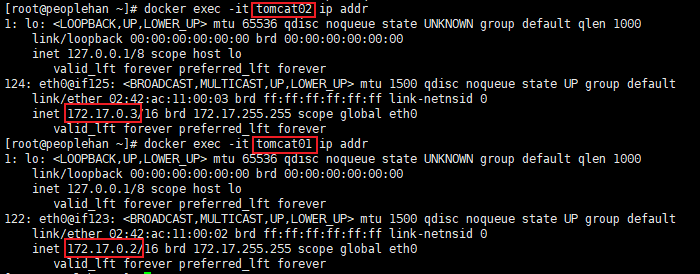 [root@peoplehan ~]# docker exec -it tomcat02 ip addr
1: lo: <LOOPBACK,UP,LOWER_UP> mtu 65536 qdisc noqueue state UNKNOWN group default qlen 1000
    link/loopback 00:00:00:00:00:00 brd 00:00:00:00:00:00
    inet 127.0.0.1/8 scope host lo
       valid_lft forever preferred_lft forever
124: eth0@if125: <BROADCAST,MULTICAST,UP,LOWER_UP> mtu 1500 qdisc noqueue state UP group default
    link/ether 02:42:ac:11:00:03 brd ff:ff:ff:ff:ff:ff link-netnsid 0
    inet 172.17.0.3/16 brd 172.17.255.255 scope global eth0
       valid_lft forever preferred_lft forever
[root@peoplehan ~]# docker exec -it tomcat01 ip addr
1: lo: <LOOPBACK,UP,LOWER_UP> mtu 65536 qdisc noqueue state UNKNOWN group default qlen 1000
    link/loopback 00:00:00:00:00:00 brd 00:00:00:00:00:00
    inet 127.0.0.1/8 scope host lo
       valid_lft forever preferred_lft forever
122: eth0@if123: <BROADCAST,MULTICAST,UP,LOWER_UP> mtu 1500 qdisc noqueue state UP group default
    link/ether 02:42:ac:11:00:02 brd ff:ff:ff:ff:ff:ff link-netnsid 0
    inet 172.17.0.2/16 brd 172.17.255.255 scope global eth0
       valid_lft forever preferred_lft forever